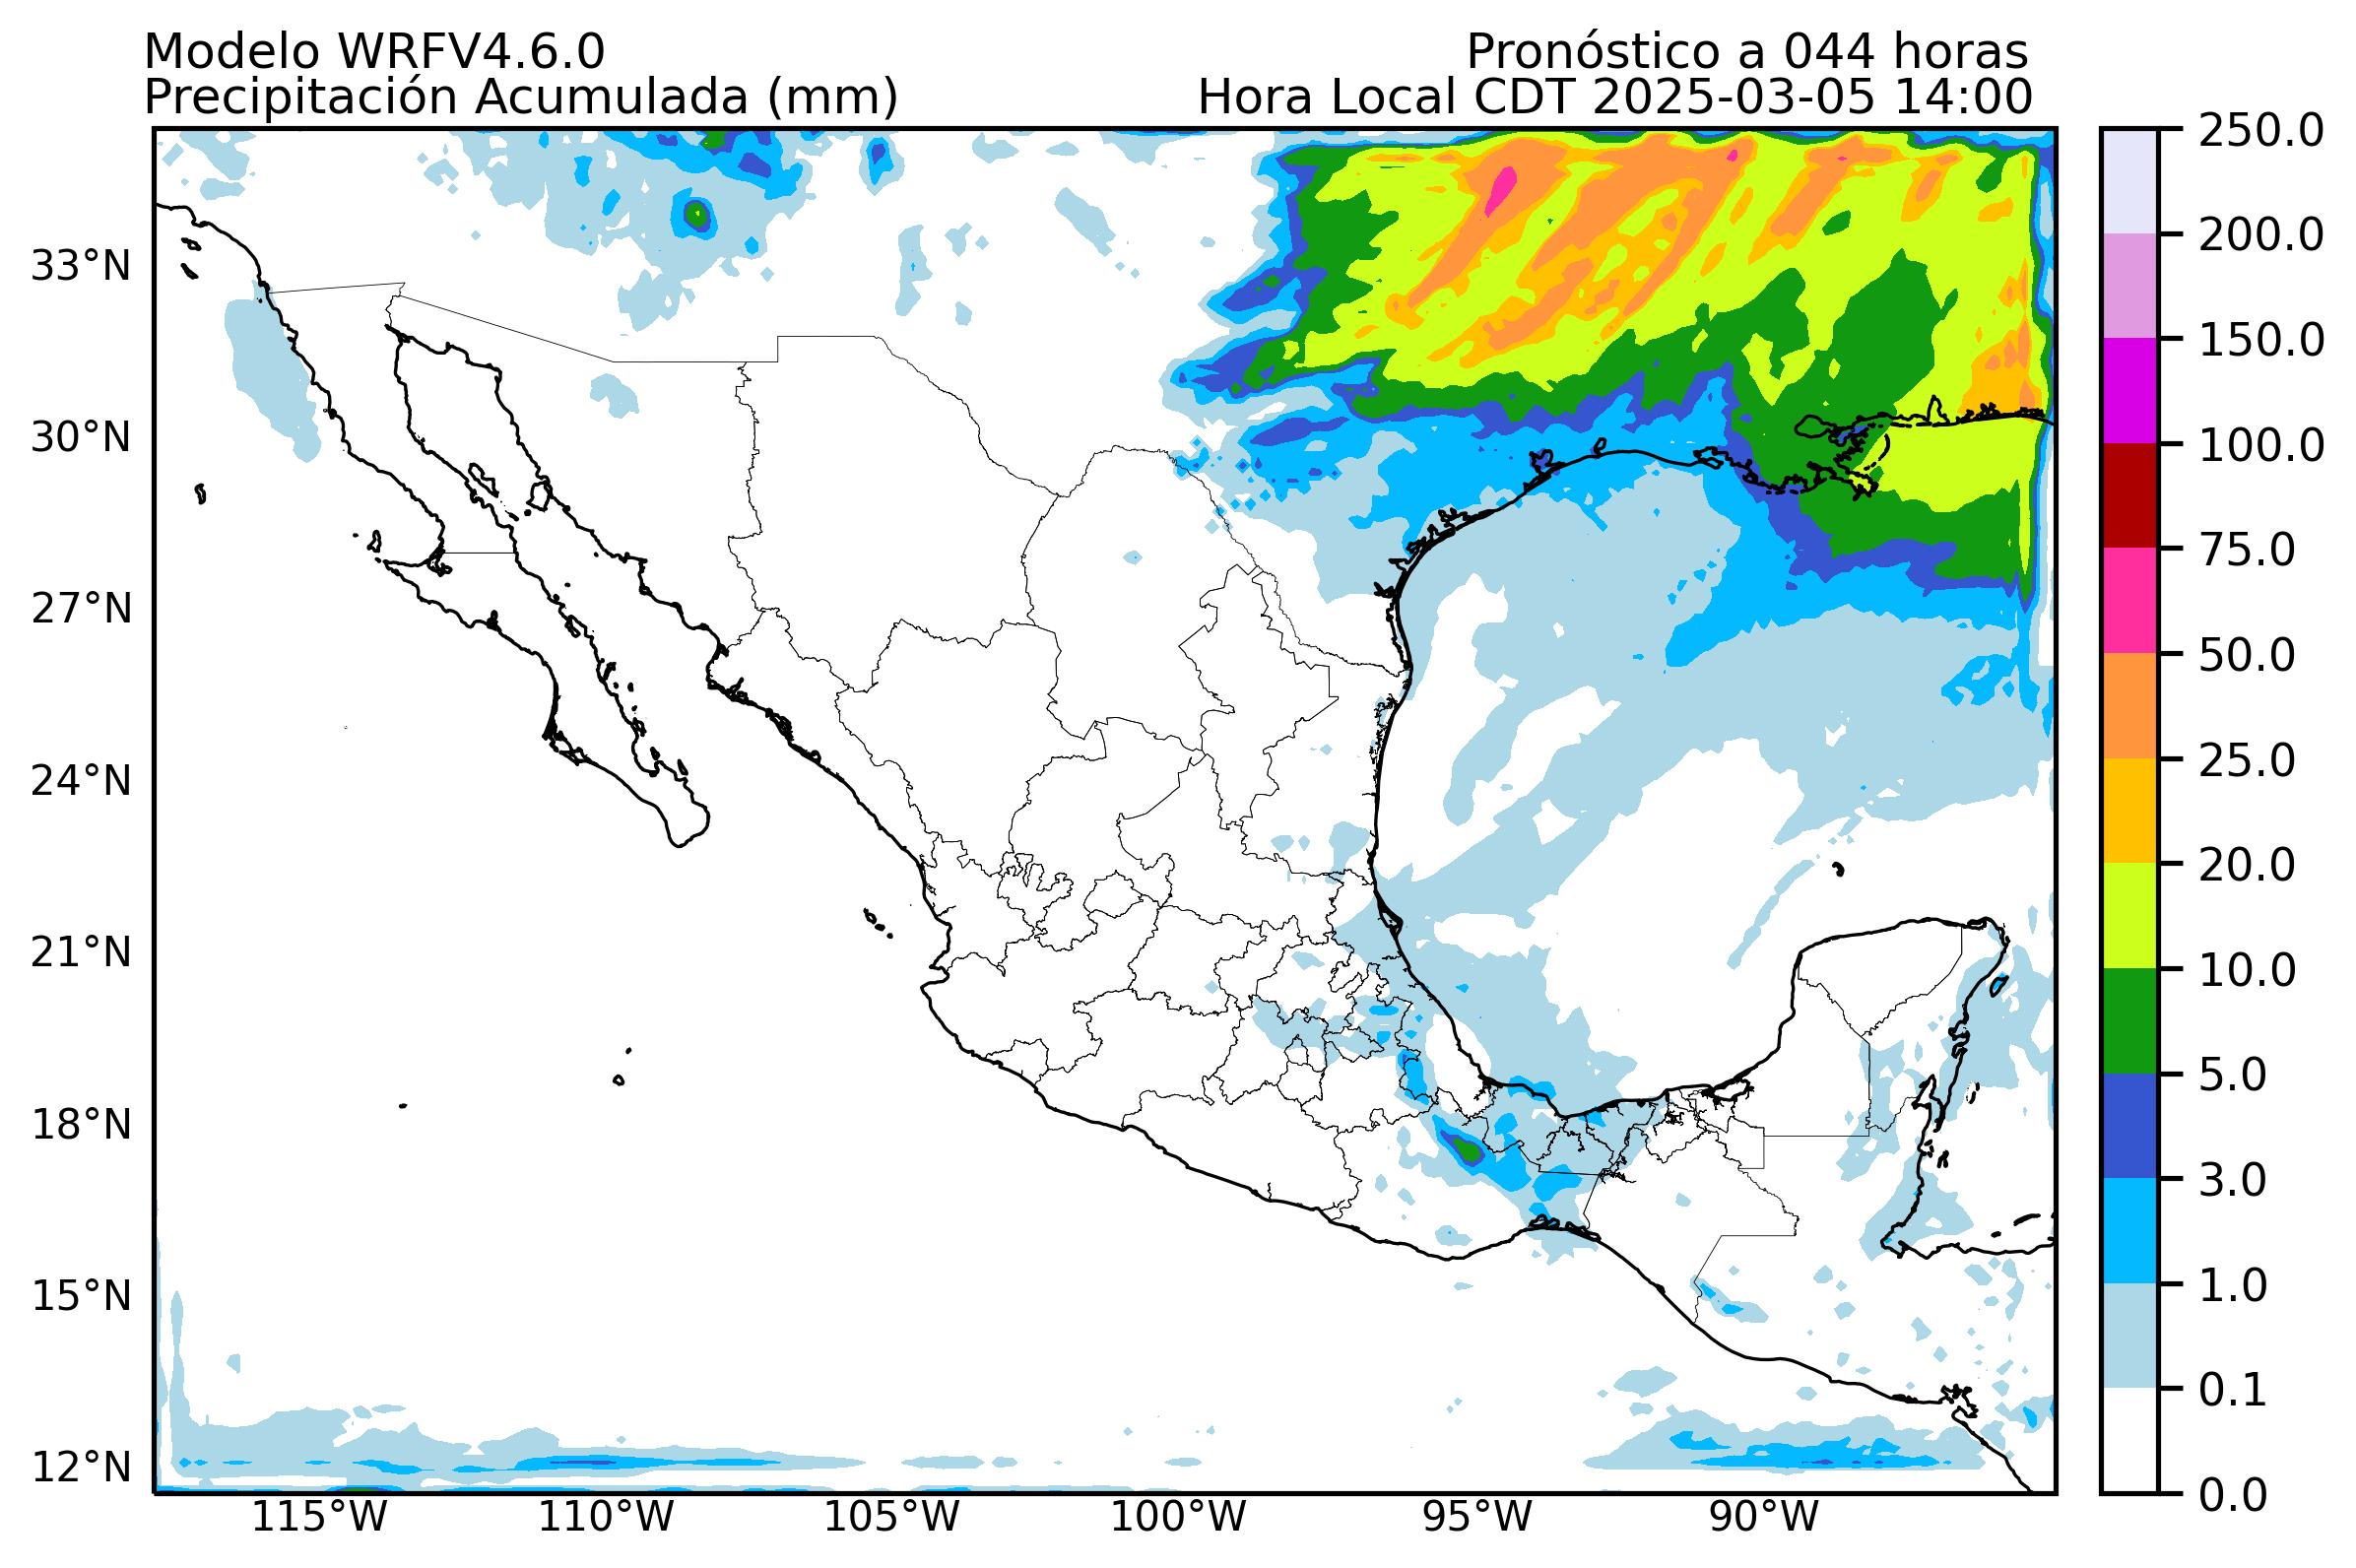 Modelo WRFV4.6.0
Pronóstico a 044 horas
Precipitación Acumulada (mm)
Hora Local CDT 2025-03-05 14:00
33°N
30°N
27°N
24°N
21°N
18°N
15°N
12°N
115°W
110°W
105°W
100°W
95°W
90°W
250.0
200.0
150.0
100.0
75.0
50.0
25.0
20.0
10.0
5.0
3.0
1.0
0.1
0.0